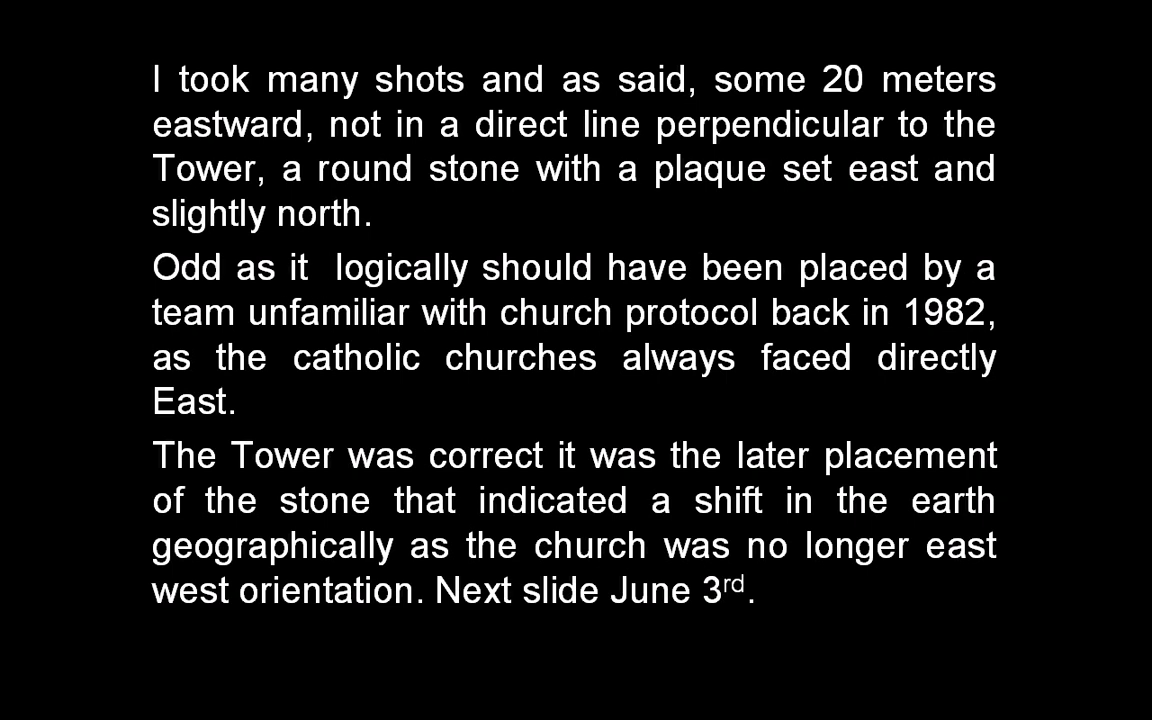 I took many shots and as said, some 20 meters
eastward, not in a direct line perpendicular to the
Tower, a round stone with a plaque set east and
slightly north.
Odd as it  logically should have been placed by a
team unfamiliar with church protocol back in 1982,
as the catholic churches always faced directly
East.
The Tower was correct it was the later placement
of the stone that indicated a shift in the earth
geographically as the church was no longer east
west orientation. Next slide June 3rd.